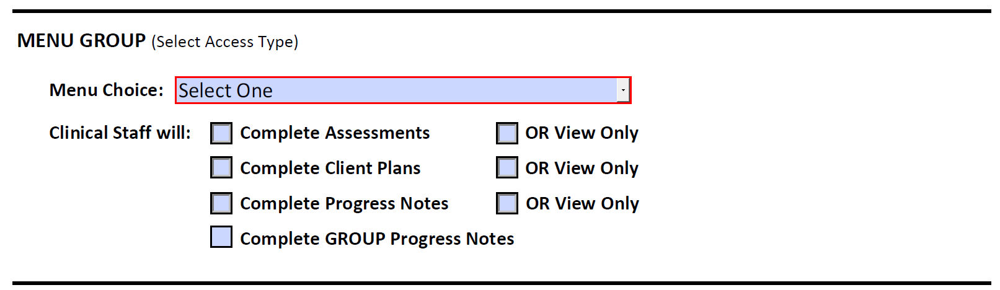 MENU GROUP (Select Access Type)
Menu Choice: Select One
Clinical Staff will: Complete Assessments OR View Only
Complete Client Plans OR View Only
Complete Progress Notes OR View Only
Complete GROUP Progress Notes